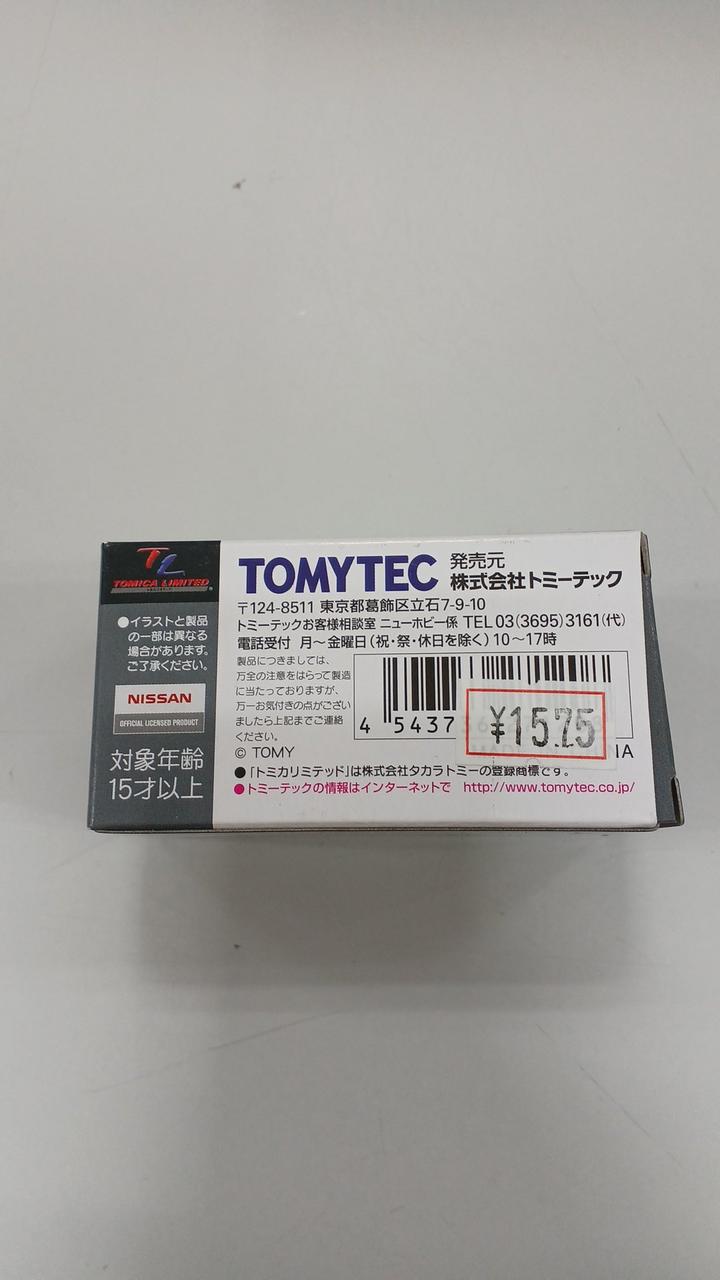 TL
TOMICA LIMITED
●イラストと製品
の一部は異なる
場合があります。
ご了承ください。
NISSAN
OFFICIAL LICENSED PRODUCT
対象年齢
15才以上
TOMYTEC 発売元
株式会社トミーテック
〒124-8511 東京都葛飾区立石7-9-10
トミーテックお客様相談室 ニューホビー係 TEL 03(3695)3161(代)
電話受付 月〜金曜日(祝・祭・休日を除く)10〜17時
製品につきましては、
万全の注意をはらって製造
に当たっておりますが、
万一お気付きの点がござい
ましたら上記までご連絡
ください。
4 5437
¥1525
© TOMY
●「トミカリミテッド」は株式会社タカラトミーの登録商標です。
●トミーテックの情報はインターネットで http://www.tomytec.co.jp/